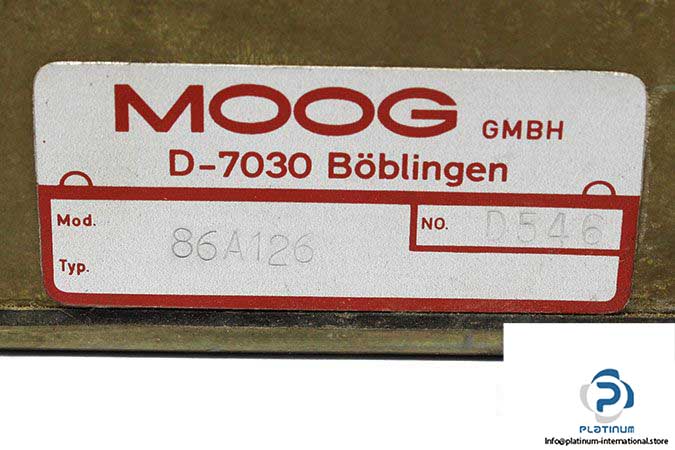 MOOG GMBH
D-7030 Böblingen
Mod. 86A126 NO. D546
Typ.
PLATINUM
Info@platinum-international.store